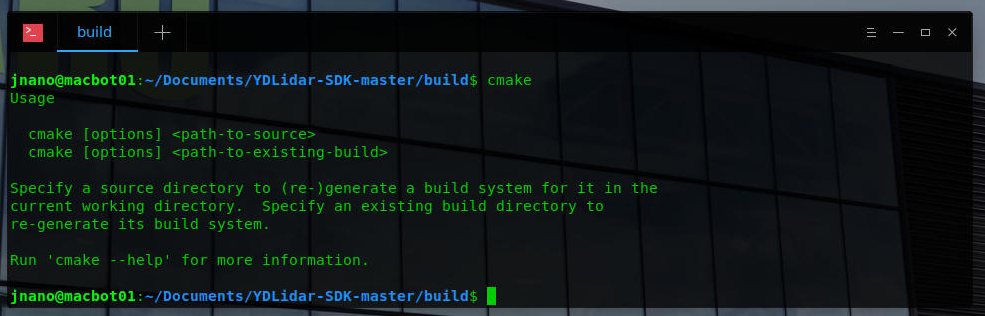 build
jnano@macbot01:~/Documents/YDLidar-SDK-master/build$ cmake
Usage
cmake [options] <path-to-source>
cmake [options] <path-to-existing-build>
Specify a source directory to (re-)generate a build system for it in the
current working directory.  Specify an existing build directory to
re-generate its build system.
Run 'cmake --help' for more information.
jnano@macbot01:~/Documents/YDLidar-SDK-master/build$